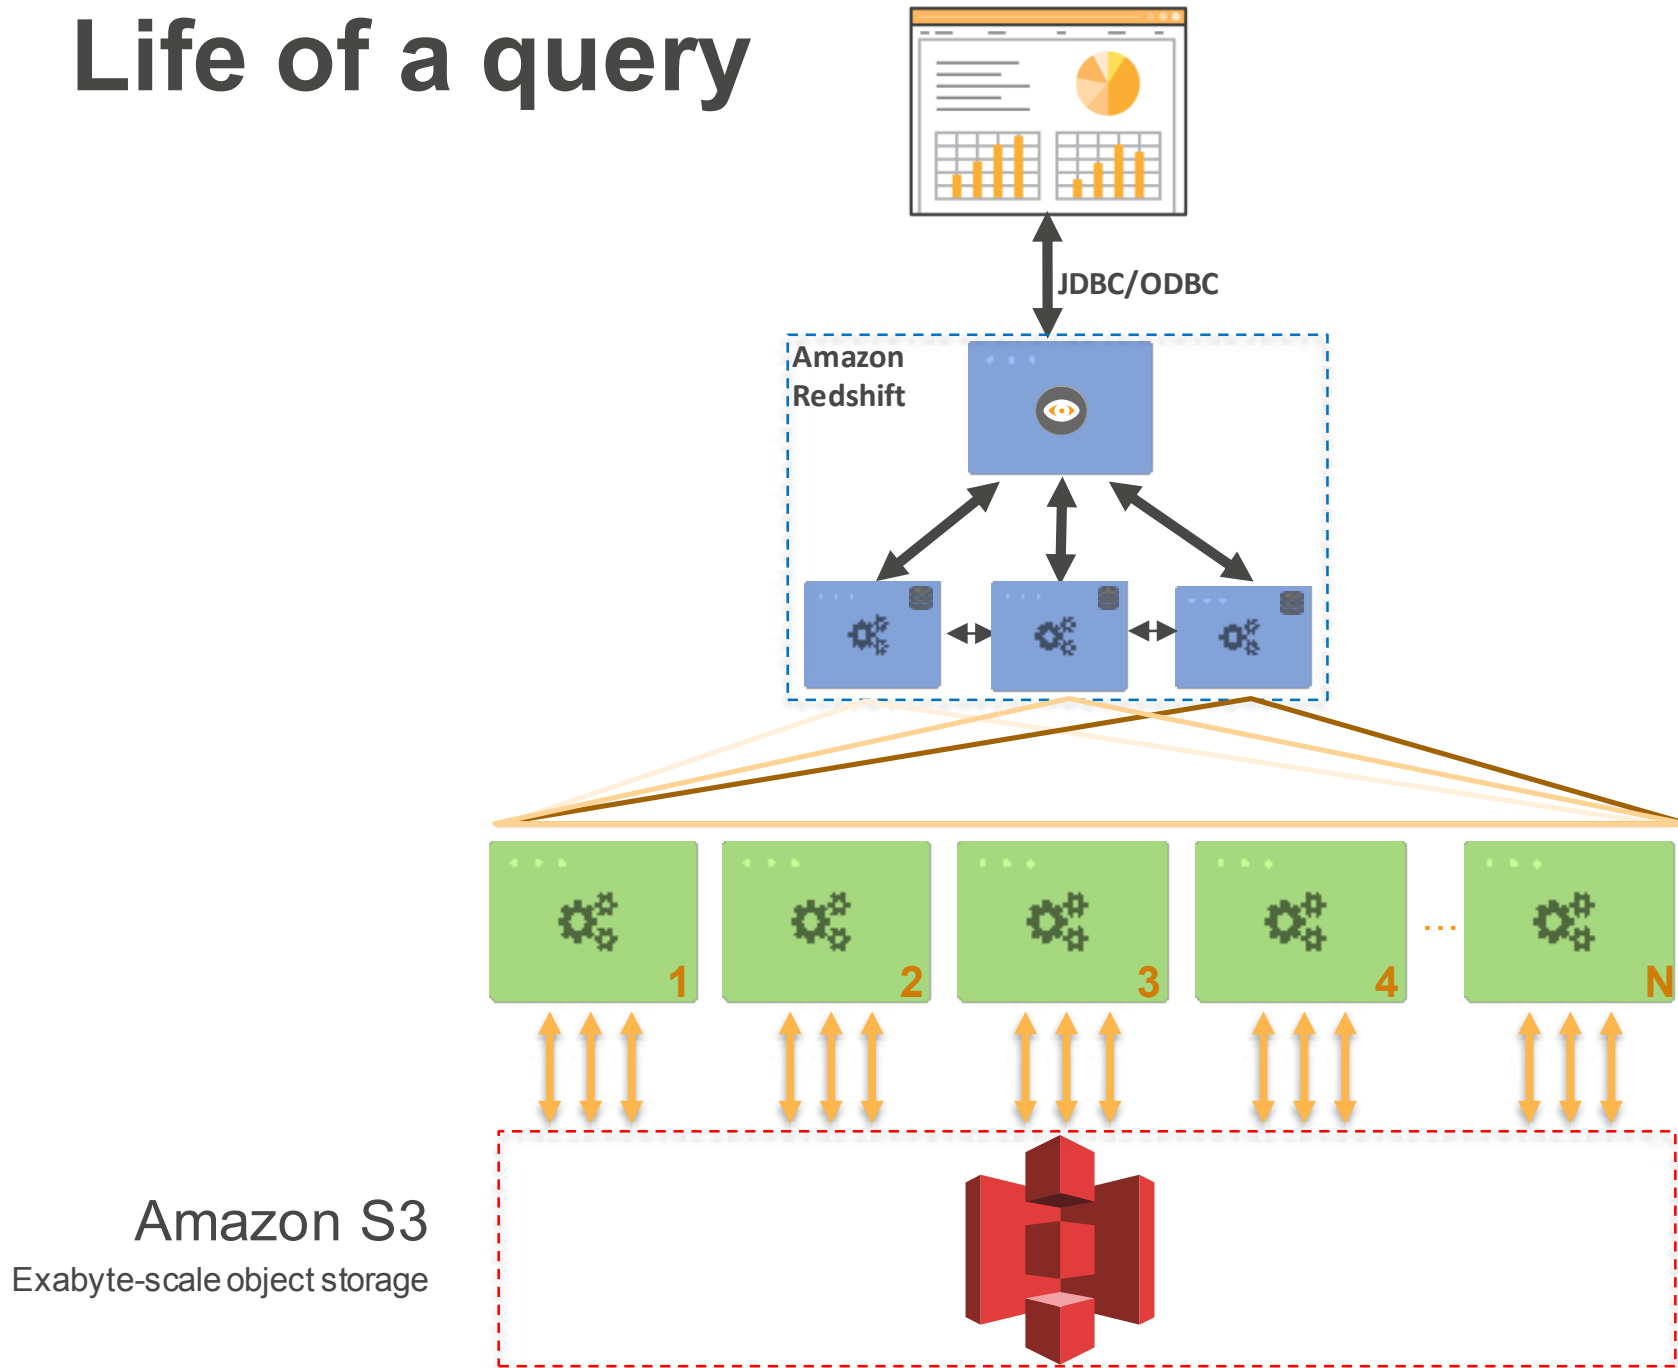 Life of a query
JDBC/ODBC
Amazon
Redshift
1
2
3
4
...
N
Amazon S3
Exabyte-scale object storage